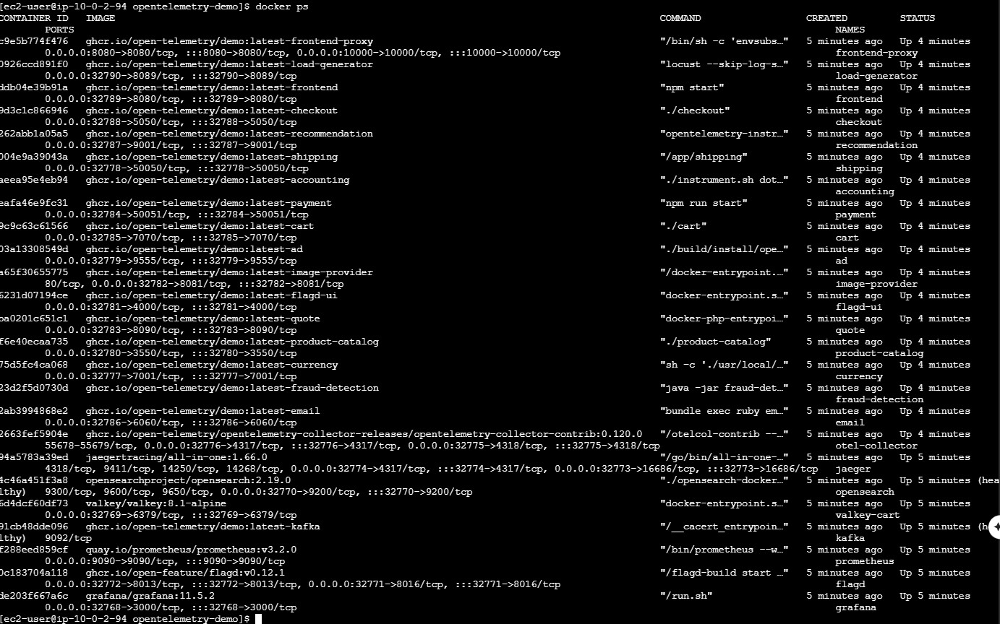 [ec2-user@ip-10-0-2-94 opentelemetry-demo]$ docker ps
CONTAINER ID   IMAGE   COMMAND   CREATED   STATUS
PORTS   NAMES
c9e5b774f476   ghcr.io/open-telemetry/demo:latest-frontend-proxy   "/bin/sh -c 'envsubs…"   5 minutes ago   Up 4 minutes
0.0.0.0:8080->8080/tcp, :::8080->8080/tcp, 0.0.0.0:10000->10000/tcp, :::10000->10000/tcp   frontend-proxy
0926ccd891f0   ghcr.io/open-telemetry/demo:latest-load-generator   "locust --skip-log-s…"   5 minutes ago   Up 4 minutes
0.0.0.0:32790->8089/tcp, :::32790->8089/tcp   load-generator
ddb04e39b91a   ghcr.io/open-telemetry/demo:latest-frontend   "npm start"   5 minutes ago   Up 4 minutes
0.0.0.0:32789->8080/tcp, :::32789->8080/tcp   frontend
9d3c1c866946   ghcr.io/open-telemetry/demo:latest-checkout   "./checkout"   5 minutes ago   Up 4 minutes
0.0.0.0:32788->5050/tcp, :::32788->5050/tcp   checkout
262abb1a05a5   ghcr.io/open-telemetry/demo:latest-recommendation   "opentelemetry-instr…"   5 minutes ago   Up 4 minutes
0.0.0.0:32787->9001/tcp, :::32787->9001/tcp   recommendation
004e9a39043a   ghcr.io/open-telemetry/demo:latest-shipping   "/app/shipping"   5 minutes ago   Up 4 minutes
0.0.0.0:32778->50050/tcp, :::32778->50050/tcp   shipping
aeea95e4eb94   ghcr.io/open-telemetry/demo:latest-accounting   "./instrument.sh dot…"   5 minutes ago   Up 4 minutes
accounting
eafa46e9fc31   ghcr.io/open-telemetry/demo:latest-payment   "npm run start"   5 minutes ago   Up 4 minutes
0.0.0.0:32784->50051/tcp, :::32784->50051/tcp   payment
9c9c63c61566   ghcr.io/open-telemetry/demo:latest-cart   "./cart"   5 minutes ago   Up 4 minutes
0.0.0.0:32785->7070/tcp, :::32785->7070/tcp   cart
03a13308549d   ghcr.io/open-telemetry/demo:latest-ad   "./build/install/ope…"   5 minutes ago   Up 4 minutes
0.0.0.0:32779->9555/tcp, :::32779->9555/tcp   ad
a65f30655775   ghcr.io/open-telemetry/demo:latest-image-provider   "/docker-entrypoint.…"   5 minutes ago   Up 4 minutes
80/tcp, 0.0.0.0:32782->8081/tcp, :::32782->8081/tcp   image-provider
6231d07194ce   ghcr.io/open-telemetry/demo:latest-flagd-ui   "docker-entrypoint.s…"   5 minutes ago   Up 4 minutes
0.0.0.0:32781->4000/tcp, :::32781->4000/tcp   flagd-ui
ba0201c651c1   ghcr.io/open-telemetry/demo:latest-quote   "docker-php-entrypoi…"   5 minutes ago   Up 4 minutes
0.0.0.0:32783->8090/tcp, :::32783->8090/tcp   quote
f6e40ecaa735   ghcr.io/open-telemetry/demo:latest-product-catalog   "./product-catalog"   5 minutes ago   Up 4 minutes
0.0.0.0:32780->3550/tcp, :::32780->3550/tcp   product-catalog
75d5fc4ca068   ghcr.io/open-telemetry/demo:latest-currency   "sh -c './usr/local/…"   5 minutes ago   Up 4 minutes
0.0.0.0:32777->7001/tcp, :::32777->7001/tcp   currency
23d2f5d0730d   ghcr.io/open-telemetry/demo:latest-fraud-detection   "java -jar fraud-det…"   5 minutes ago   Up 4 minutes
fraud-detection
2ab3994868e2   ghcr.io/open-telemetry/demo:latest-email   "bundle exec ruby em…"   5 minutes ago   Up 4 minutes
0.0.0.0:32786->6060/tcp, :::32786->6060/tcp   email
2663fef5904e   ghcr.io/open-telemetry/opentelemetry-collector-releases/opentelemetry-collector-contrib:0.120.0   "/otelcol-contrib --…"   5 minutes ago   Up 4 minutes
55678-55679/tcp, 0.0.0.0:32776->4317/tcp, :::32776->4317/tcp, 0.0.0.0:32775->4318/tcp, :::32775->4318/tcp   otel-collector
94a5783a39ed   jaegertracing/all-in-one:1.66.0   "/go/bin/all-in-one-…"   5 minutes ago   Up 5 minutes
4318/tcp, 9411/tcp, 14250/tcp, 14268/tcp, 0.0.0.0:32774->4317/tcp, :::32774->4317/tcp, 0.0.0.0:32773->16686/tcp, :::32773->16686/tcp   jaeger
4c46a451f3a8   opensearchproject/opensearch:2.19.0   "./opensearch-docker…"   5 minutes ago   Up 5 minutes (hea
lthy)   9300/tcp, 9600/tcp, 9650/tcp, 0.0.0.0:32770->9200/tcp, :::32770->9200/tcp   opensearch
6d4dcf60df73   valkey/valkey:8.1-alpine   "docker-entrypoint.s…"   5 minutes ago   Up 5 minutes
0.0.0.0:32769->6379/tcp, :::32769->6379/tcp   valkey-cart
91cb48dde096   ghcr.io/open-telemetry/demo:latest-kafka   "/__cacert_entrypoin…"   5 minutes ago   Up 5 minutes (h
lthy)   9092/tcp   kafka
f288eed859cf   quay.io/prometheus/prometheus:v3.2.0   "/bin/prometheus --w…"   5 minutes ago   Up 5 minutes
0.0.0.0:9090->9090/tcp, :::9090->9090/tcp   prometheus
0c183704a118   ghcr.io/open-feature/flagd:v0.12.1   "/flagd-build start …"   5 minutes ago   Up 5 minutes
0.0.0.0:32772->8013/tcp, :::32772->8013/tcp, 0.0.0.0:32771->8016/tcp, :::32771->8016/tcp   flagd
de203f667a6c   grafana/grafana:11.5.2   "/run.sh"   5 minutes ago   Up 5 minutes
0.0.0.0:32768->3000/tcp, :::32768->3000/tcp   grafana
[ec2-user@ip-10-0-2-94 opentelemetry-demo]$